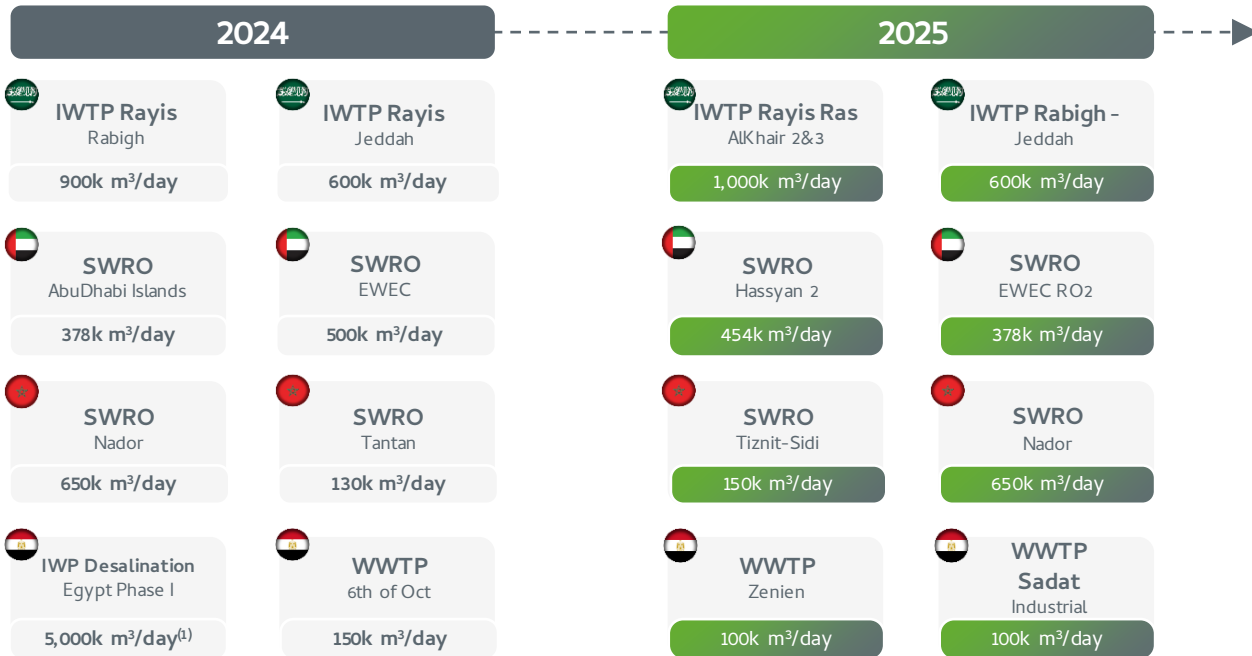 2024
2025
IWTP Rayis
Rabigh
900k m³/day
IWTP Rayis
Jeddah
600k m³/day
IWTP Rayis Ras
AlKhair 2&3
1,000k m³/day
IWTP Rabigh -
Jeddah
600k m³/day
SWRO
AbuDhabi Islands
378k m³/day
SWRO
EWEC
500k m³/day
SWRO
Hassyan 2
454k m³/day
SWRO
EWEC RO2
378k m³/day
SWRO
Nador
650k m³/day
SWRO
Tantan
130k m³/day
SWRO
Tiznit-Sidi
150k m³/day
SWRO
Nador
650k m³/day
IWP Desalination
Egypt Phase I
5,000k m³/day⁽¹⁾
WWTP
6th of Oct
150k m³/day
WWTP
Zenien
100k m³/day
WWTP
Sadat
Industrial
100k m³/day